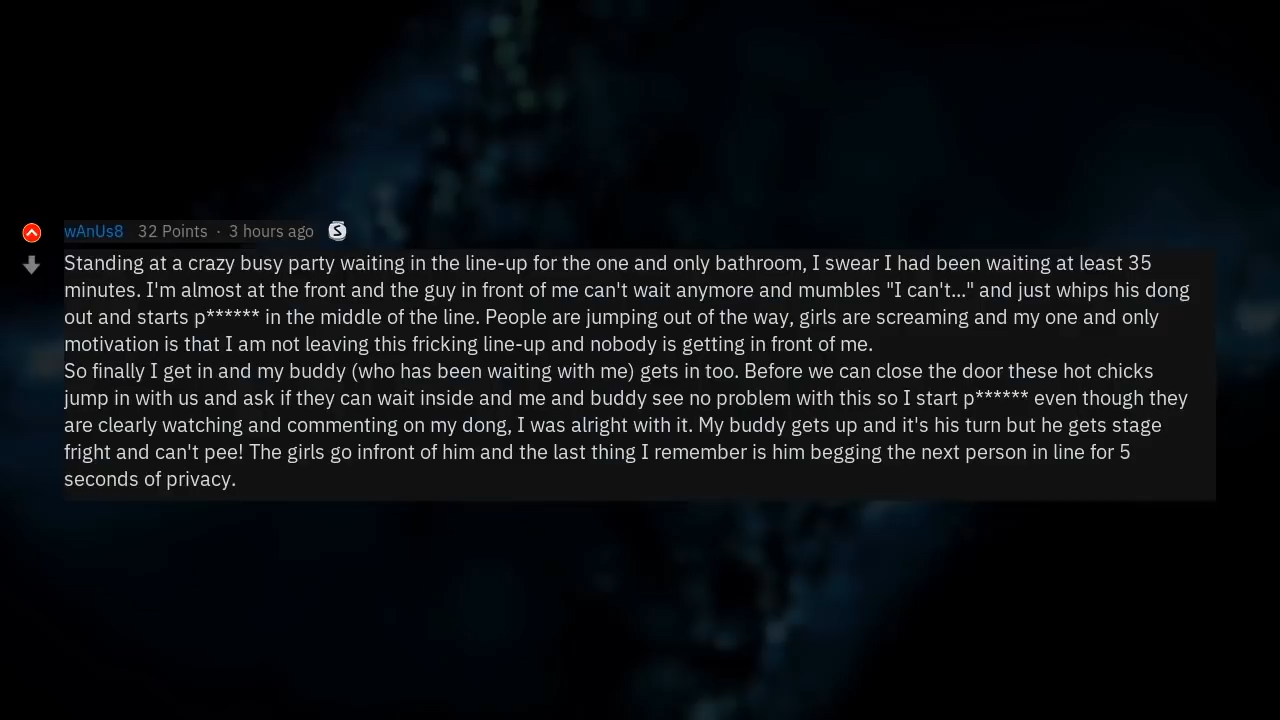 wAnUs8 32 Points · 3 hours ago S
Standing at a crazy busy party waiting in the line-up for the one and only bathroom, I swear I had been waiting at least 35
minutes. I'm almost at the front and the guy in front of me can't wait anymore and mumbles "I can't..." and just whips his dong
out and starts p****** in the middle of the line. People are jumping out of the way, girls are screaming and my one and only
motivation is that I am not leaving this fricking line-up and nobody is getting in front of me.
So finally I get in and my buddy (who has been waiting with me) gets in too. Before we can close the door these hot chicks
jump in with us and ask if they can wait inside and me and buddy see no problem with this so I start p****** even though they
are clearly watching and commenting on my dong, I was alright with it. My buddy gets up and it's his turn but he gets stage
fright and can't pee! The girls go infront of him and the last thing I remember is him begging the next person in line for 5
seconds of privacy.